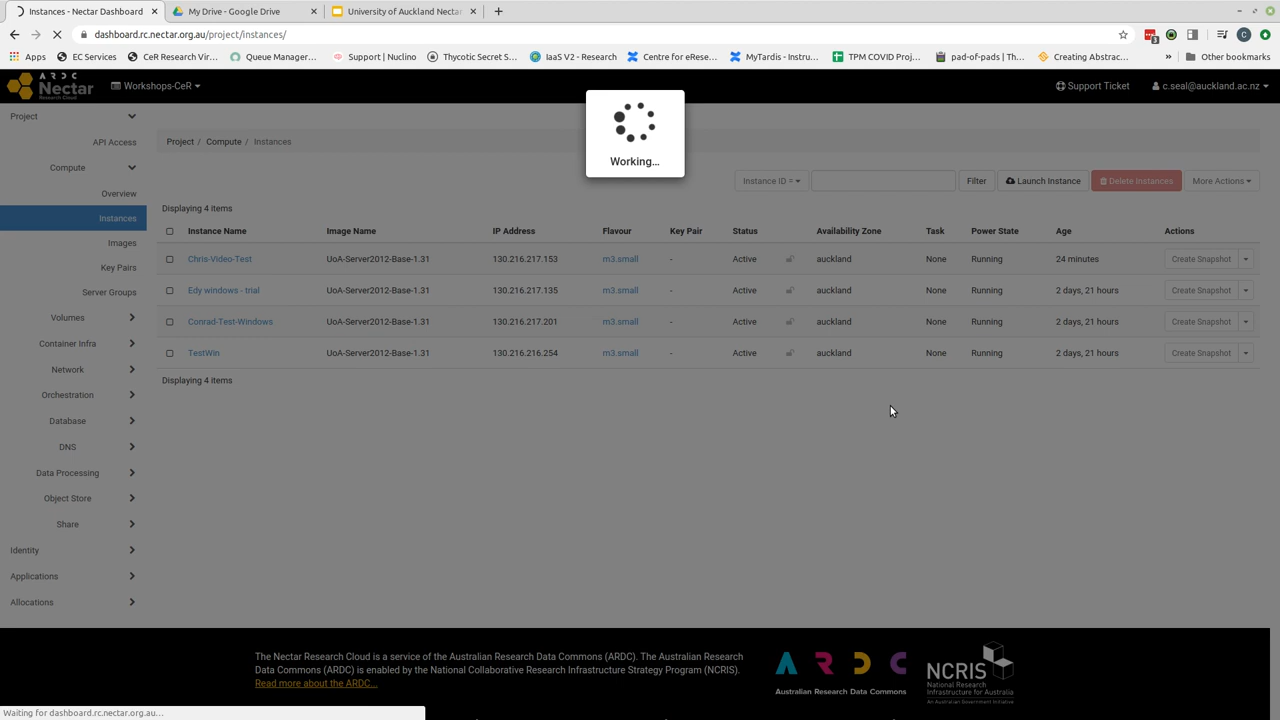 Instances - Nectar Dashboard
My Drive - Google Drive
University of Auckland Nectar
dashboard.rc.nectar.org.au/project/instances/
3
C
Apps
EC Services
CeR Research Vir...
Queue Manager...
Support | Nuclino
Thycotic Secret S...
IaaS V2 - Research
Centre for eRese...
MyTardis - Instru...
TPM COVID Proj...
pad-of-pads | Th...
Creating Abstrac...
»
Other bookmarks
ARDC
Nectar
Research Cloud
Workshops-CeR
Support Ticket
c.seal@auckland.ac.nz
Working...
Project
API Access
Compute
Overview
Instances
Images
Key Pairs
Server Groups
Volumes
Container Infra
Network
Orchestration
Database
DNS
Data Processing
Object Store
Share
Identity
Applications
Allocations
Project / Compute / Instances
Instance ID =
Filter
Launch Instance
Delete Instances
More Actions
Displaying 4 items
Instance Name Image Name IP Address Flavour Key Pair Status Availability Zone Task Power State Age Actions
Chris-Video-Test UoA-Server2012-Base-1.31 130.216.217.153 m3.small - Active auckland None Running 24 minutes Create Snapshot
Edy windows - trial UoA-Server2012-Base-1.31 130.216.217.135 m3.small - Active auckland None Running 2 days, 21 hours Create Snapshot
Conrad-Test-Windows UoA-Server2012-Base-1.31 130.216.217.201 m3.small - Active auckland None Running 2 days, 21 hours Create Snapshot
TestWin UoA-Server2012-Base-1.31 130.216.216.254 m3.small - Active auckland None Running 2 days, 21 hours Create Snapshot
Displaying 4 items
The Nectar Research Cloud is a service of the Australian Research Data Commons (ARDC). The Australian Research
Data Commons (ARDC) is enabled by the National Collaborative Research Infrastructure Strategy Program (NCRIS).
Read more about the ARDC...
ARDC
Australian Research Data Commons
NCRIS
National Research
Infrastructure for Australia
An Australian Government Initiative
Waiting for dashboard.rc.nectar.org.au...